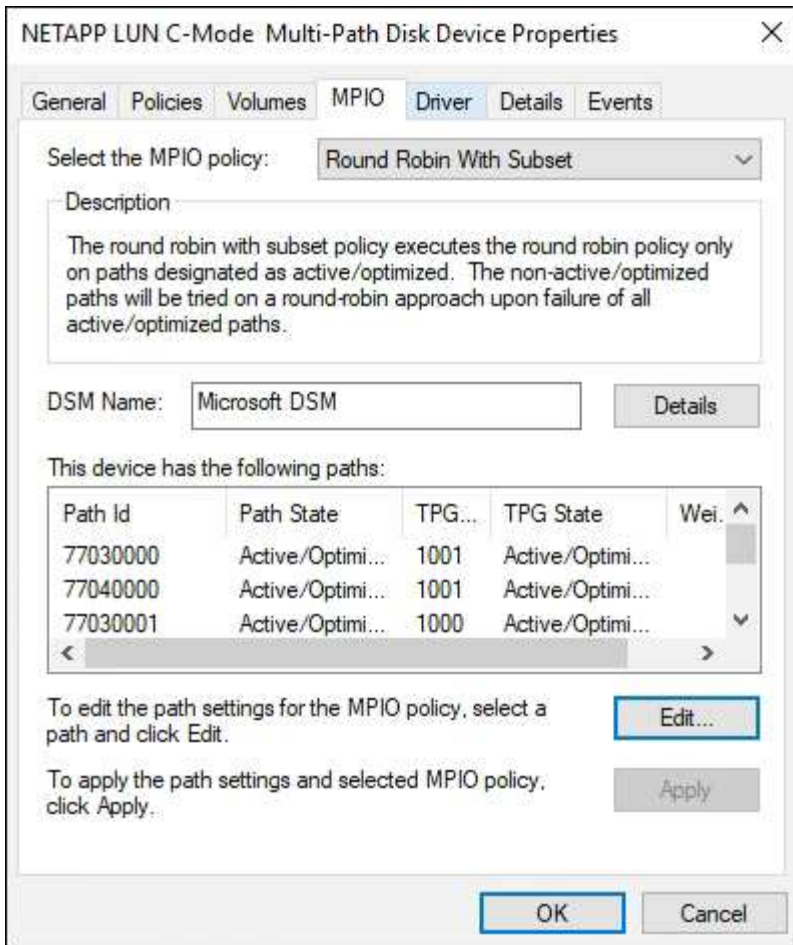 NETAPP LUN C-Mode  Multi-Path Disk Device Properties
General Policies Volumes MPIO Driver Details Events
Select the MPIO policy: Round Robin With Subset
Description
The round robin with subset policy executes the round robin policy only
on paths designated as active/optimized.  The non-active/optimized
paths will be tried on a round-robin approach upon failure of all
active/optimized paths.
DSM Name: Microsoft DSM Details
This device has the following paths:
Path Id Path State TPG... TPG State Wei.
77030000 Active/Optimi... 1001 Active/Optimi...
77040000 Active/Optimi... 1001 Active/Optimi...
77030001 Active/Optimi... 1000 Active/Optimi...
To edit the path settings for the MPIO policy, select a
path and click Edit.
Edit...
To apply the path settings and selected MPIO policy,
click Apply.
Apply
OK Cancel